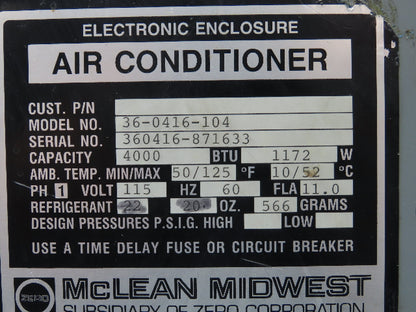 ELECTRONIC ENCLOSURE
AIR CONDITIONER
CUST. P/N
MODEL NO. 36-0416-104
SERIAL NO. 360416-871633
CAPACITY 4000 BTU 1172 W
AMB. TEMP. MIN/MAX 50/125 °F 10/52 °C
PH 1 VOLT 115 HZ 60 FLA 11.0
REFRIGERANT 22 20 OZ. 566 GRAMS
DESIGN PRESSURES P.S.I.G. HIGH LOW
USE A TIME DELAY FUSE OR CIRCUIT BREAKER
ZERO McLEAN MIDWEST
SUBSIDIARY OF ZERO CORPORATION